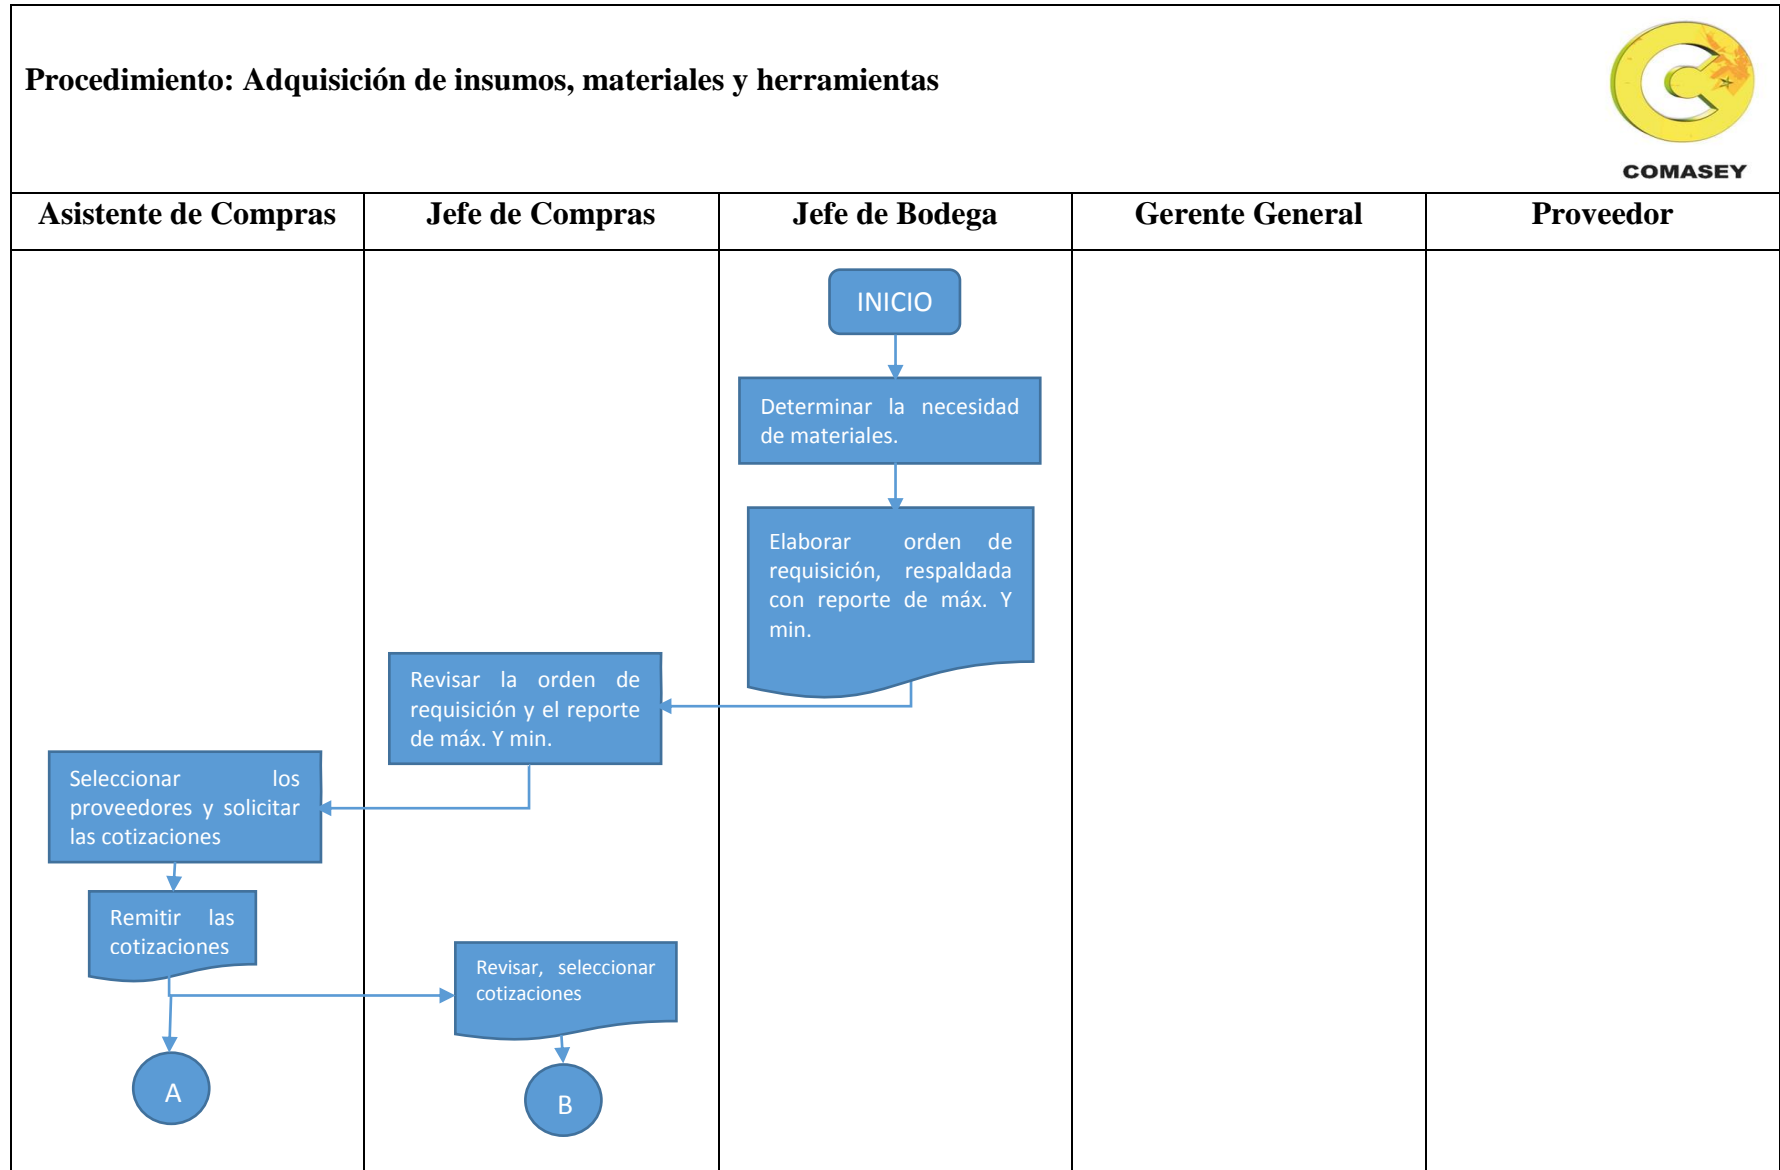 Procedimiento: Adquisición de insumos, materiales y herramientas
COMASEY
Asistente de Compras
Jefe de Compras
Jefe de Bodega
Gerente General
Proveedor
INICIO
Determinar la necesidad
de materiales.
Elaborar orden de
requisición, respaldada
con reporte de máx. Y
min.
Revisar la orden de
requisición y el reporte
de máx. Y min.
Seleccionar los
proveedores y solicitar
las cotizaciones
Remitir las
cotizaciones
Revisar, seleccionar
cotizaciones
A
B